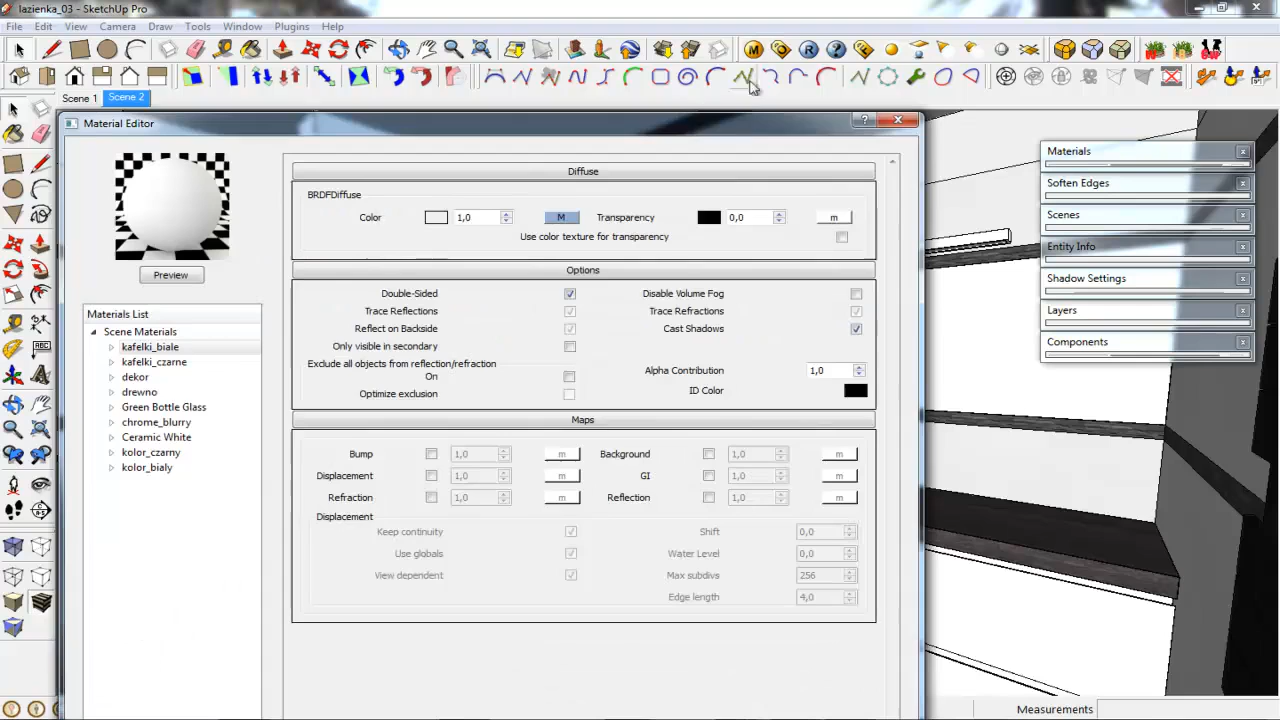 lazienka_03 - SketchUp Pro
File Edit View Camera Draw Tools Window Plugins Help
Scene 1 Scene 2
Material Editor
Preview
Materials List
Scene Materials
kafelki_biale
kafelki_czarne
dekor
drewno
Green Bottle Glass
chrome_blurry
Ceramic White
kolor_czarny
kolor_bialy
Diffuse
BRDFDiffuse
Color 1,0 M Transparency 0,0 m
Use color texture for transparency
Options
Double-Sided Disable Volume Fog
Trace Reflections Trace Refractions
Reflect on Backside Cast Shadows
Only visible in secondary
Exclude all objects from reflection/refraction
On Alpha Contribution 1,0
Optimize exclusion ID Color
Maps
Bump 1,0 m Background 1,0 m
Displacement 1,0 m GI 1,0 m
Refraction 1,0 m Reflection 1,0 m
Displacement
Keep continuity Shift 0,0
Use globals Water Level 0,0
View dependent Max subdivs 256
Edge length 4,0
Materials
Soften Edges
Scenes
Entity Info
Shadow Settings
Layers
Components
Measurements